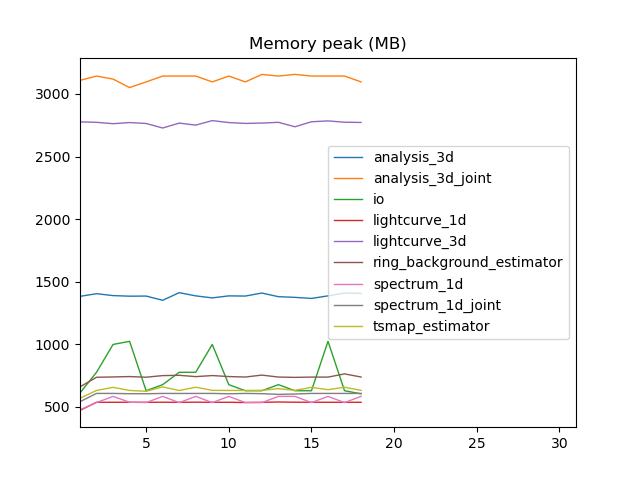 Memory peak (MB)
3000
2500
2000
1500
1000
500
analysis_3d
analysis_3d_joint
io
lightcurve_1d
lightcurve_3d
ring_background_estimator
spectrum_1d
spectrum_1d_joint
tsmap_estimator
5 10 15 20 25 30